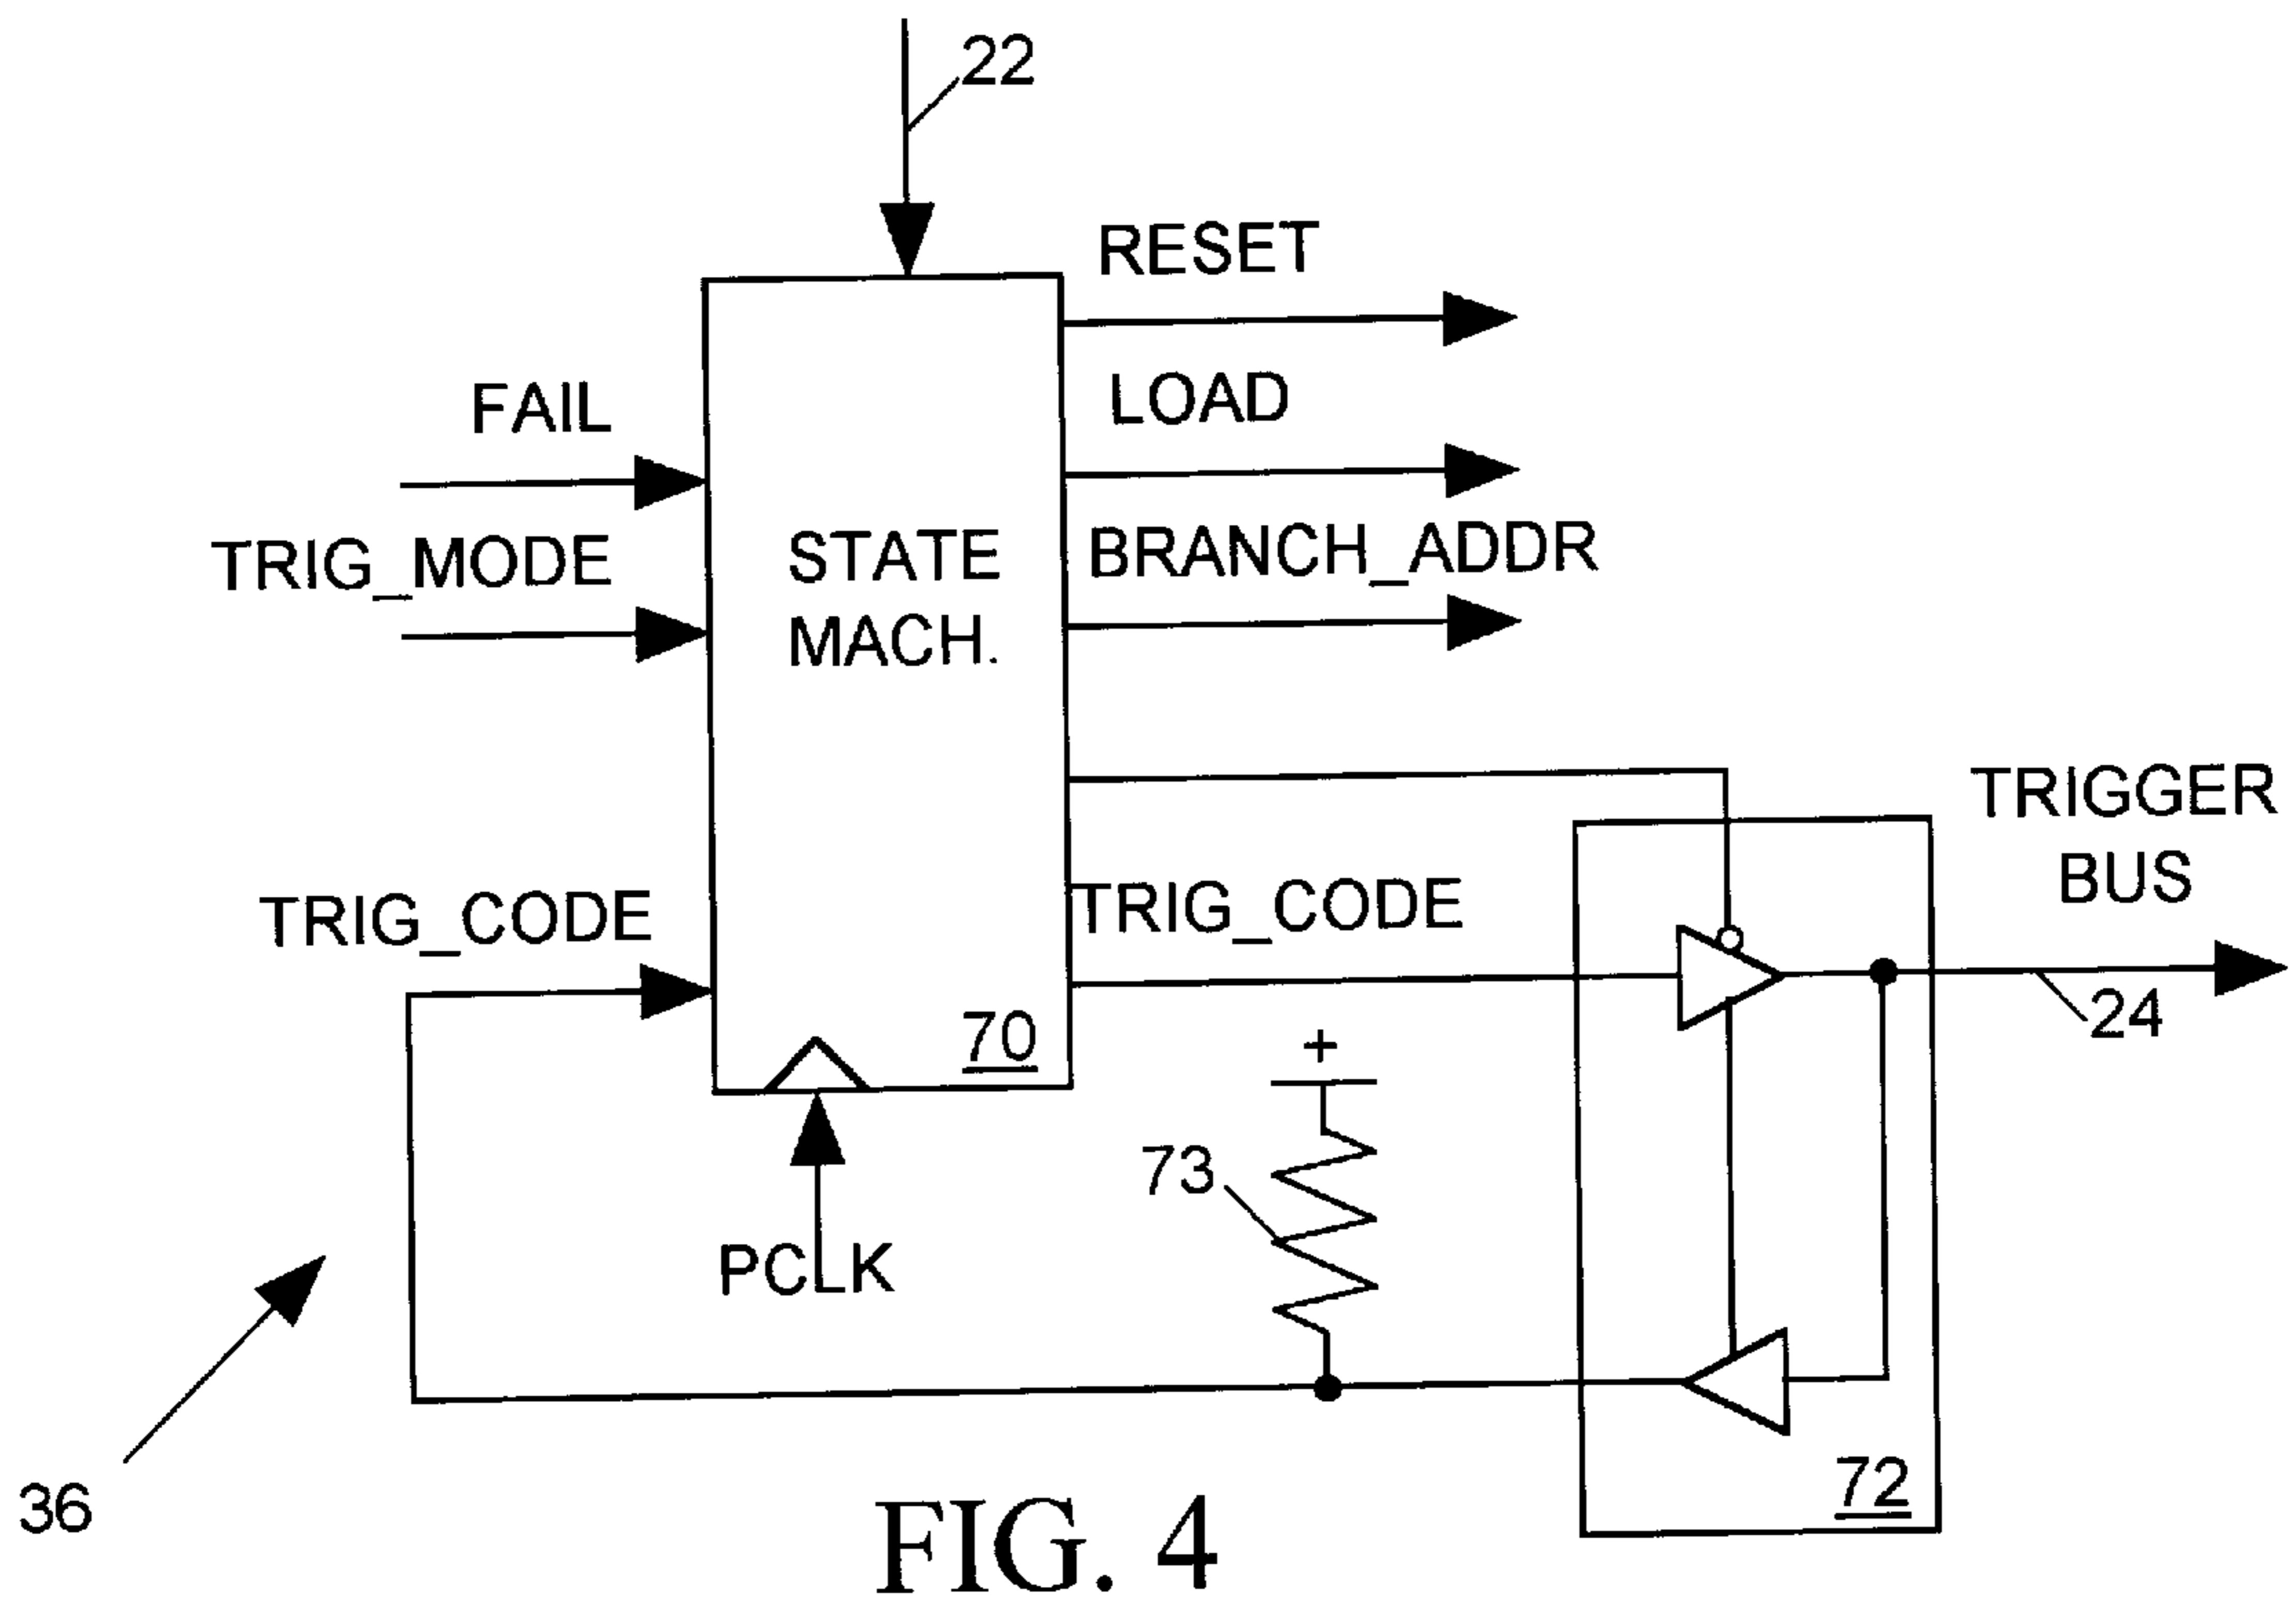 22
RESET
FAIL
LOAD
TRIG_MODE
STATE
MACH.
BRANCH_ADDR
TRIG_CODE
TRIG_CODE
TRIGGER
BUS
70
24
+
73
PCLK
36
72
FIG. 4